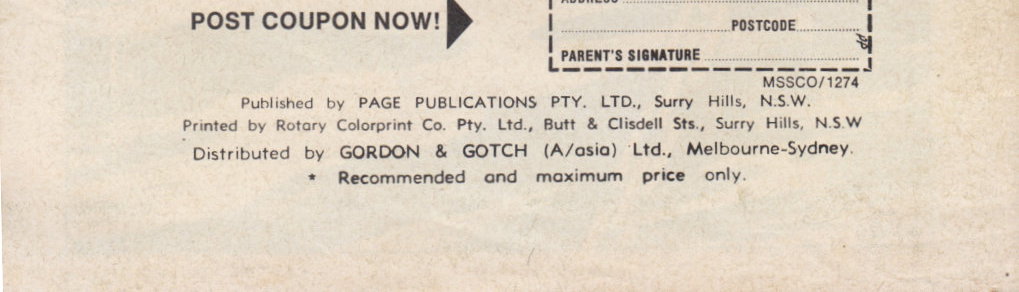 ADDRESS
POST COUPON NOW!
POSTCODE
PARENT'S SIGNATURE
MSSCO/1274
Published by PAGE PUBLICATIONS PTY. LTD., Surry Hills, N.S.W.
Printed by Rotary Colorprint Co. Pty. Ltd., Butt & Clisdell Sts., Surry Hills, N.S.W
Distributed by GORDON & GOTCH (A/asia) Ltd., Melbourne-Sydney.
* Recommended and maximum price only.